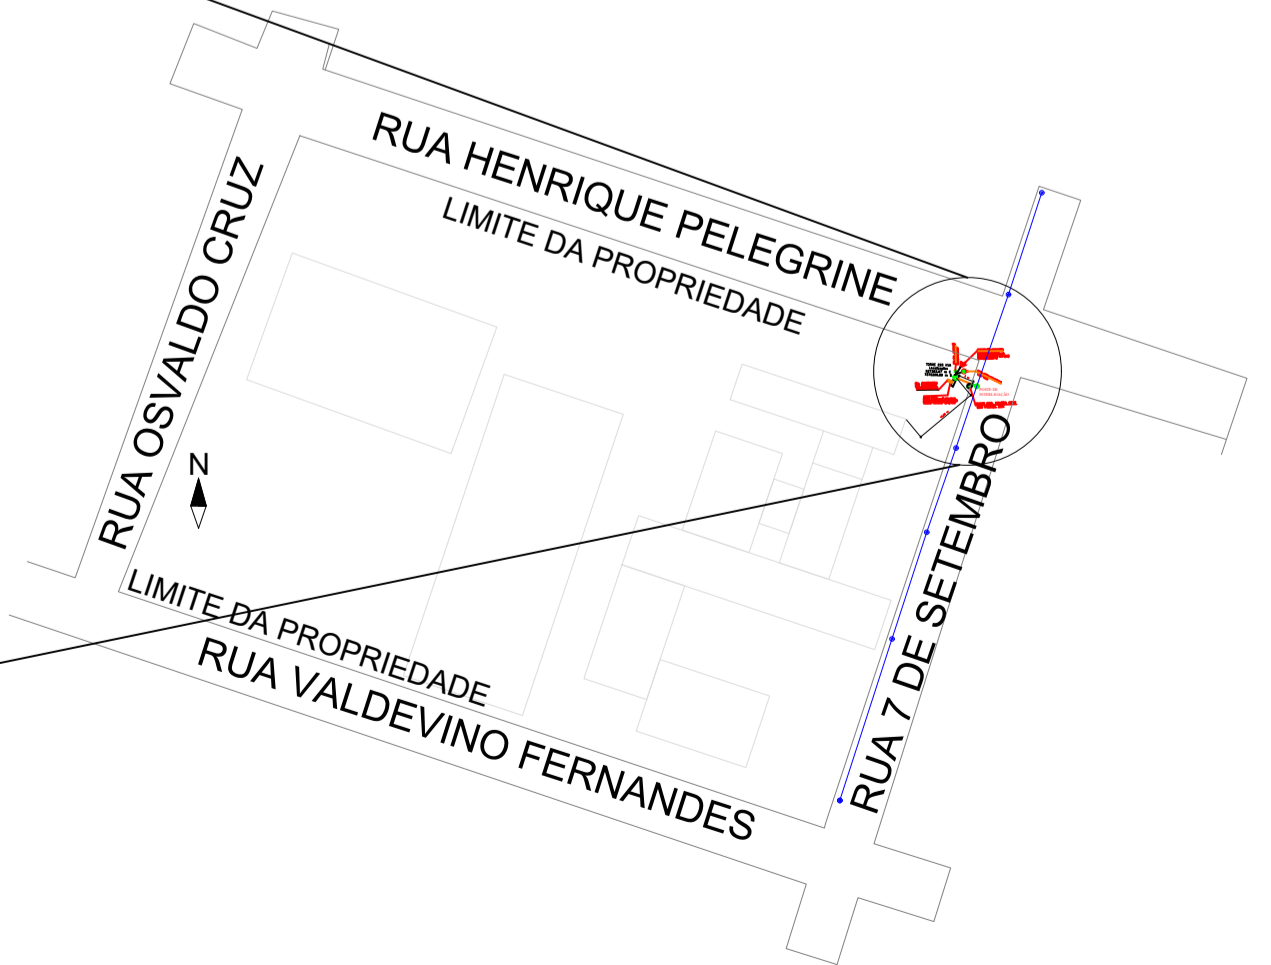 RUA HENRIQUE PELEGRINE
LIMITE DA PROPRIEDADE
RUA OSVALDO CRUZ
N
RUA 7 DE SETEMBRO
LIMITE DA PROPRIEDADE
RUA VALDEVINO FERNANDES